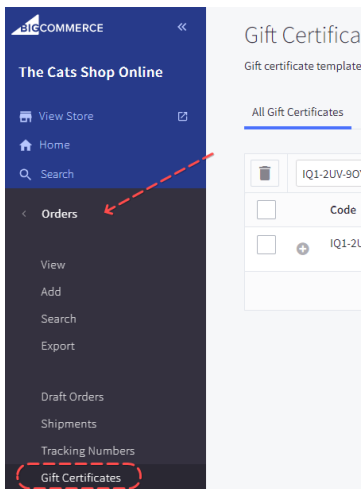 BIGCOMMERCE
The Cats Shop Online
View Store
Home
Search
Orders
View
Add
Search
Export
Draft Orders
Shipments
Tracking Numbers
Gift Certificates
Gift Certifica
Gift certificate template
All Gift Certificates
IQ1-2UV-9O
Code
IQ1-2U